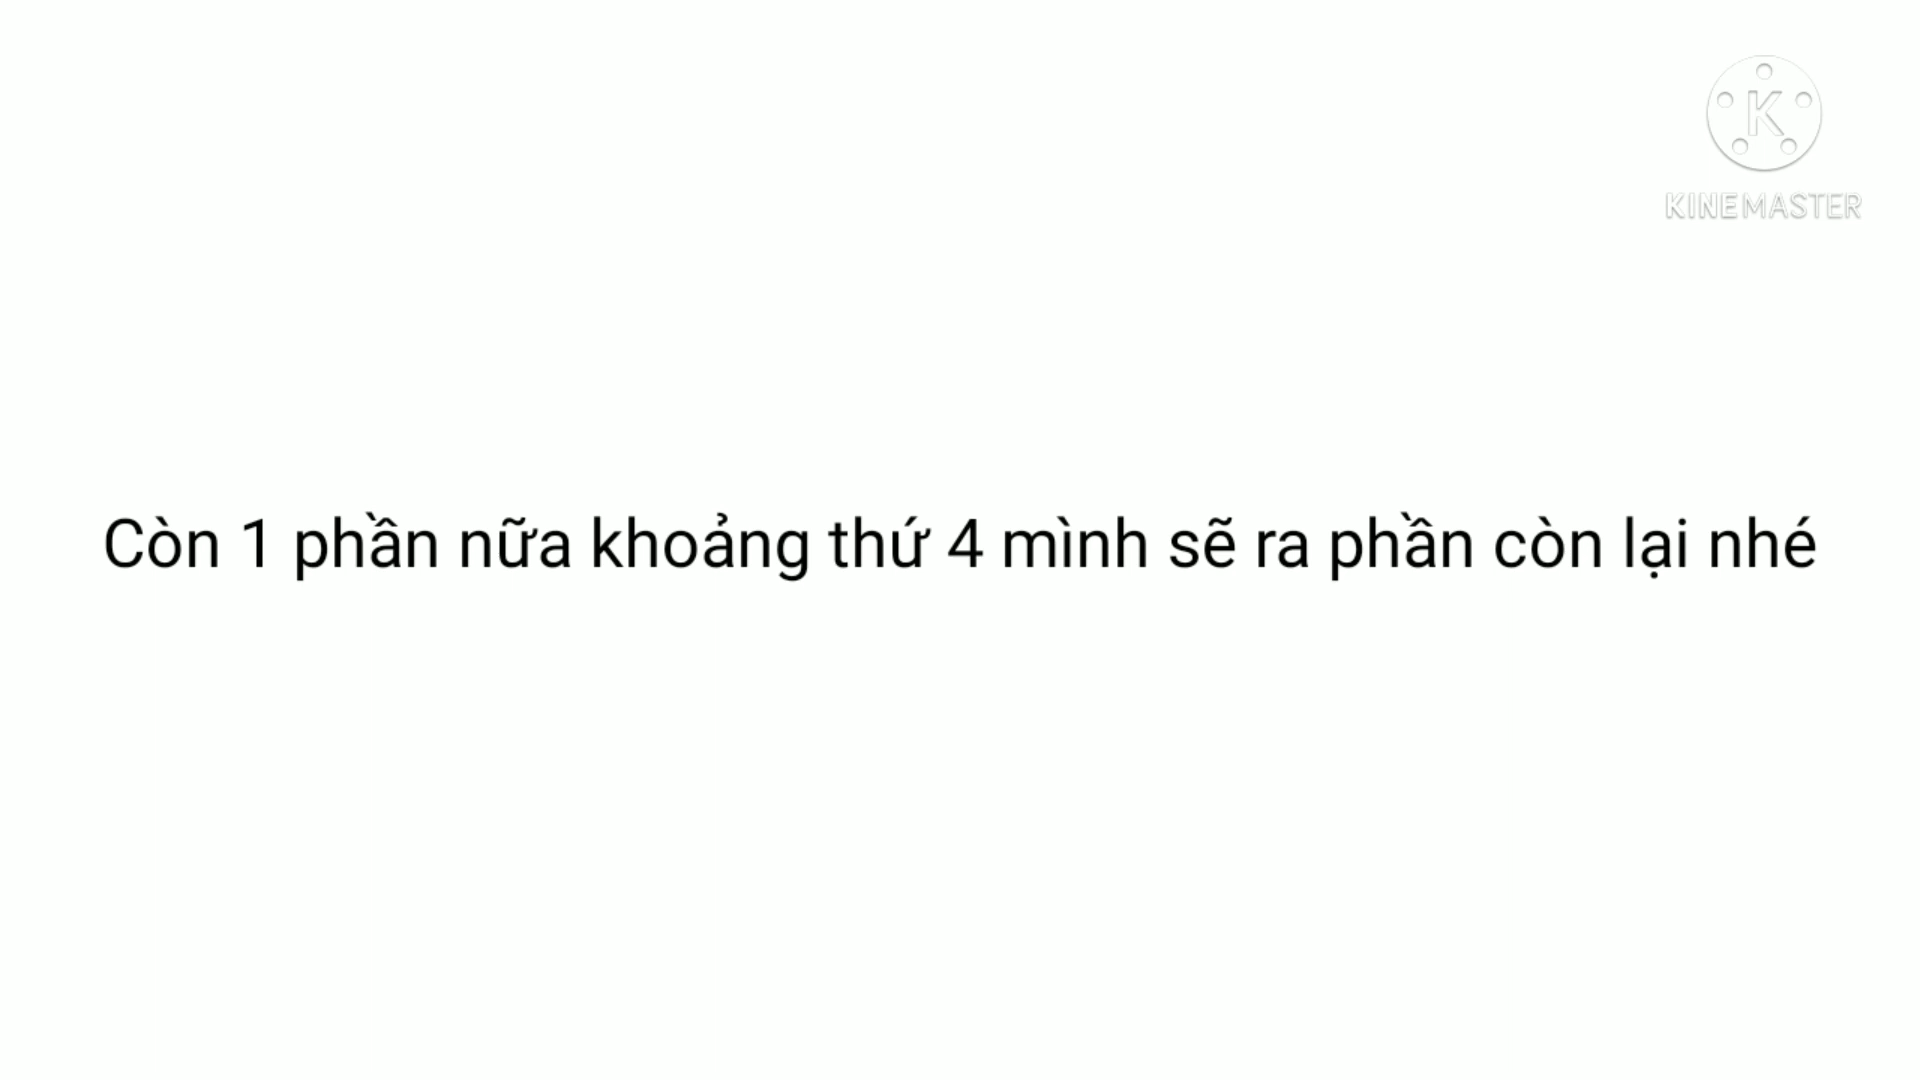 K
KINEMASTER
Còn 1 phần nữa khoảng thứ 4 mình sẽ ra phần còn lại nhé